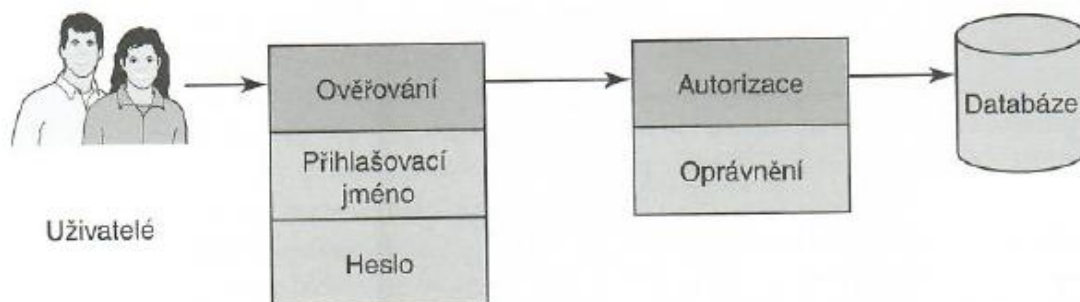 Uživatelé
Ověřování
Přihlašovací
jméno
Heslo
Autorizace
Oprávnění
Databáze